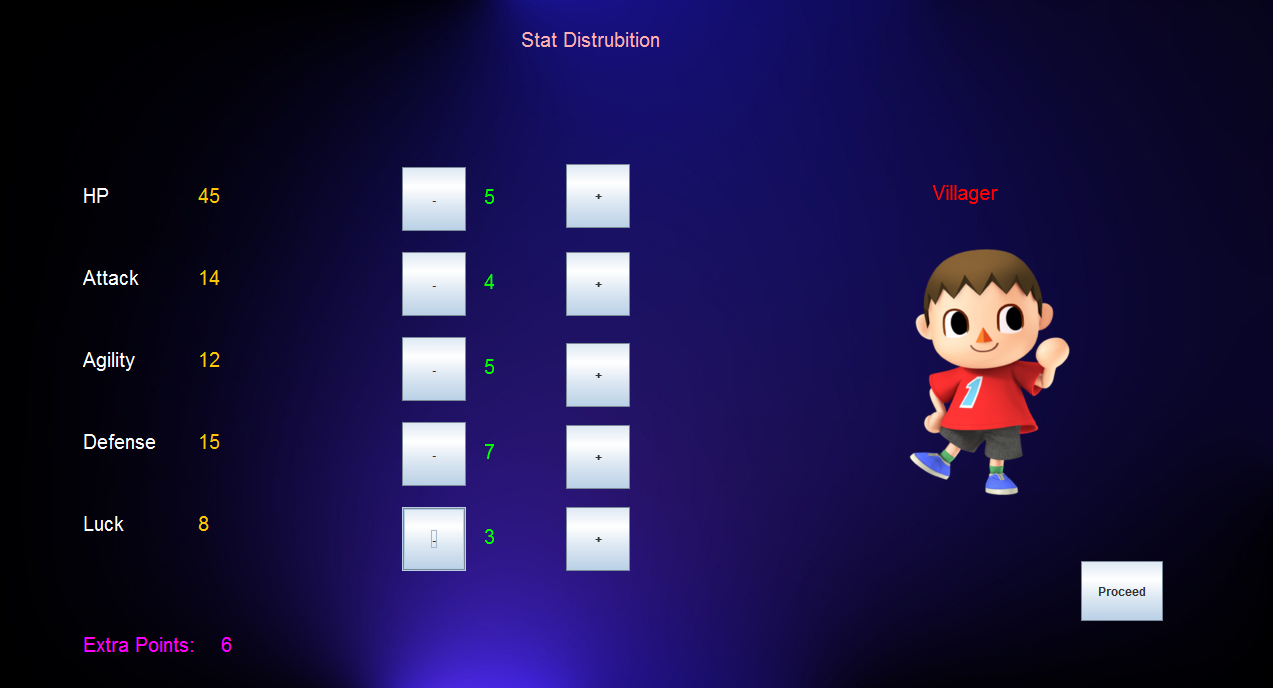 Stat Distrubition
HP 45 - 5 +
Villager
Attack 14 - 4 +
Agility 12 - 5 +
1
Defense 15 - 7 +
Luck 8 - 3 +
Proceed
Extra Points: 6